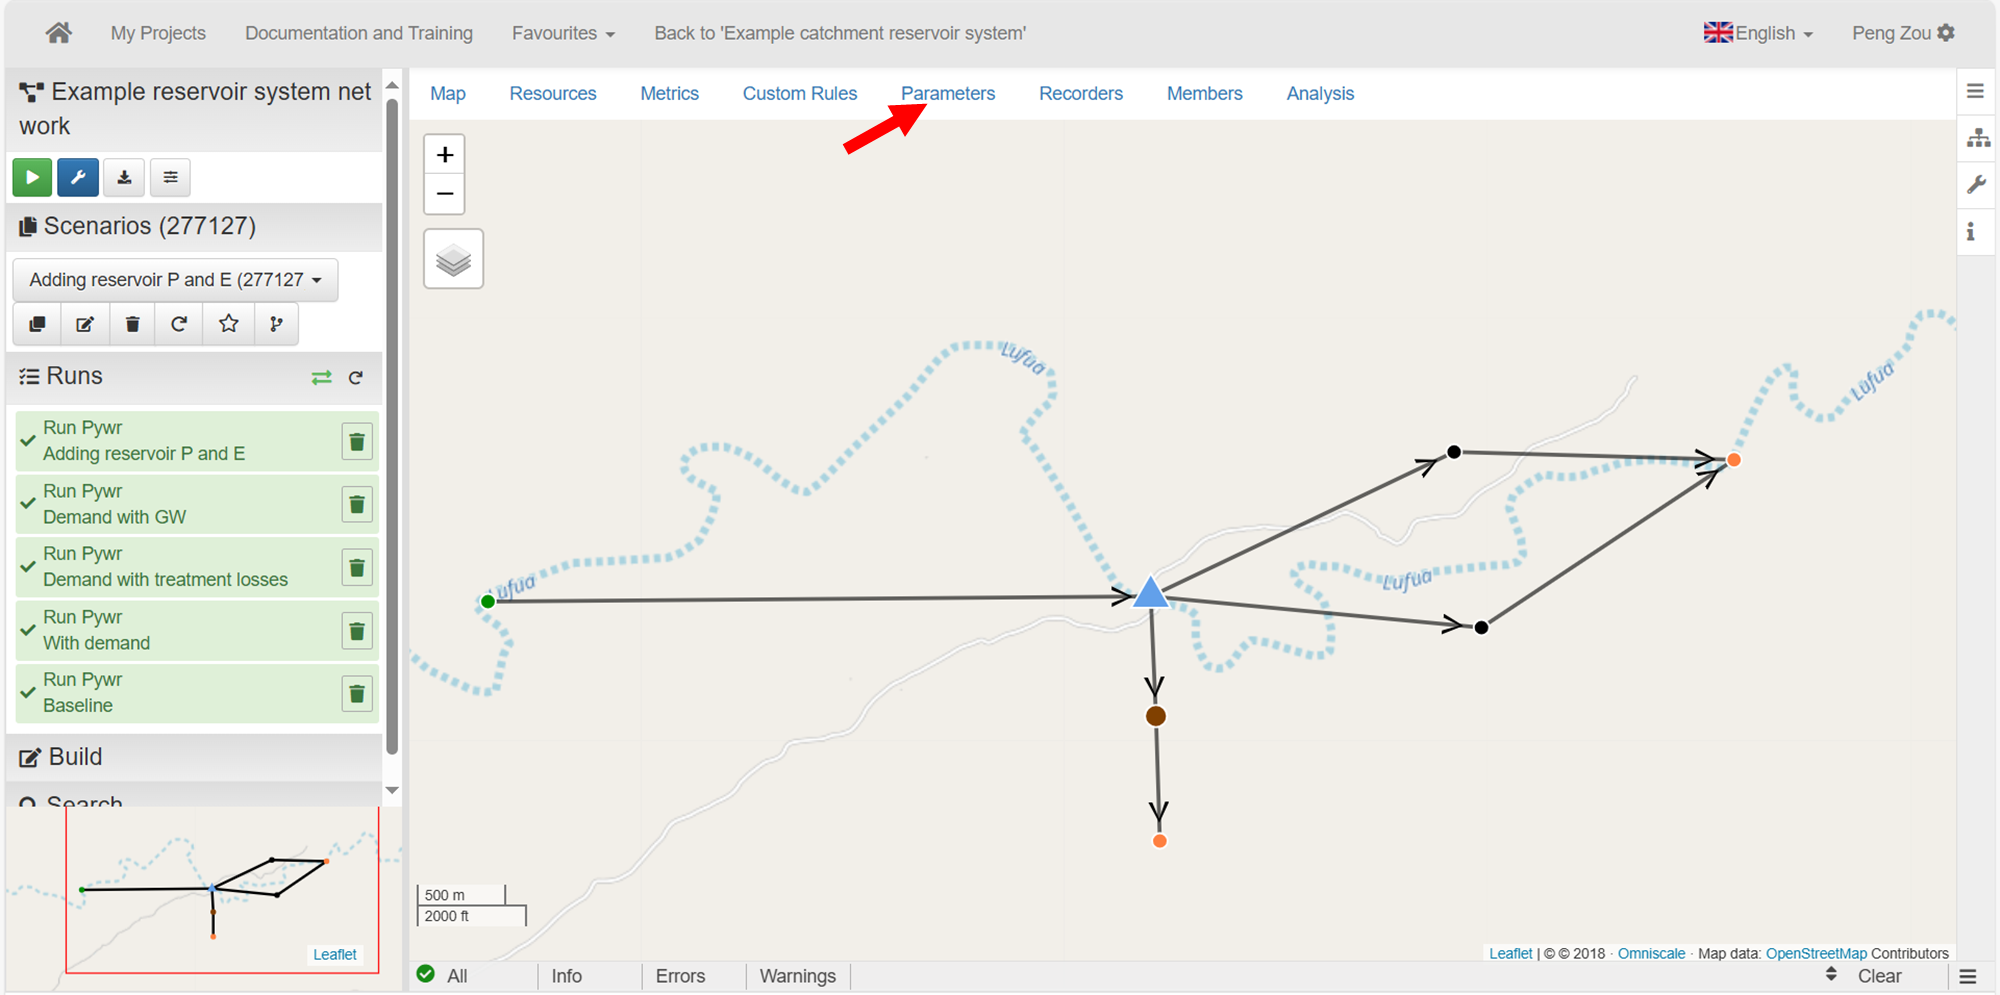 My Projects
Documentation and Training
Favourites
Back to 'Example catchment reservoir system'
English
Peng Zou
Example reservoir system net
work
Scenarios (277127)
Adding reservoir P and E (277127
Runs
Run Pywr
Adding reservoir P and E
Run Pywr
Demand with GW
Run Pywr
Demand with treatment losses
Run Pywr
With demand
Run Pywr
Baseline
Build
Search
Leaflet
Map
Resources
Metrics
Custom Rules
Parameters
Recorders
Members
Analysis
+
−
Lufua
Lufua
Lufua
Lufua
500 m
2000 ft
Leaflet | © © 2018 · Omniscale · Map data: OpenStreetMap Contributors
All
Info
Errors
Warnings
Clear